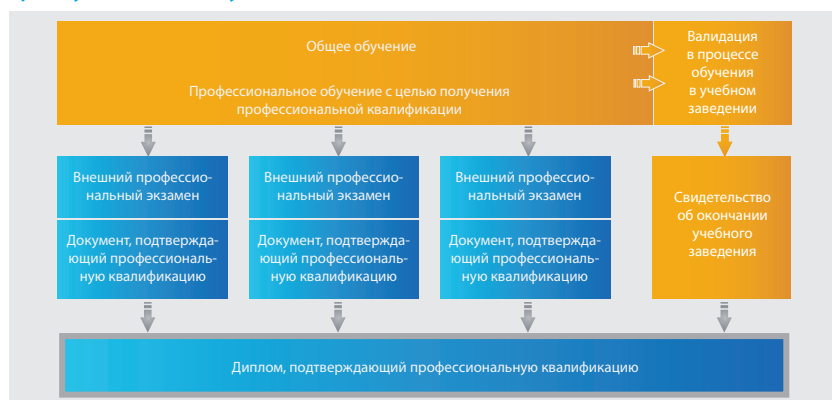 Общее обучение
Профессиональное обучение с целью получения
профессиональной квалификации
Валидация
в процессе
обучения
в учебном
заведении
Внешний профессио-
нальный экзамен
Документ, подтвержда-
ющий профессиональ-
ную квалификацию
Внешний профессио-
нальный экзамен
Документ, подтвержда-
ющий профессиональ-
ную квалификацию
Внешний профессио-
нальный экзамен
Документ, подтвержда-
ющий профессиональ-
ную квалификацию
Свидетельство
об окончании
учебного
заведения
Диплом, подтверждающий профессиональную квалификацию